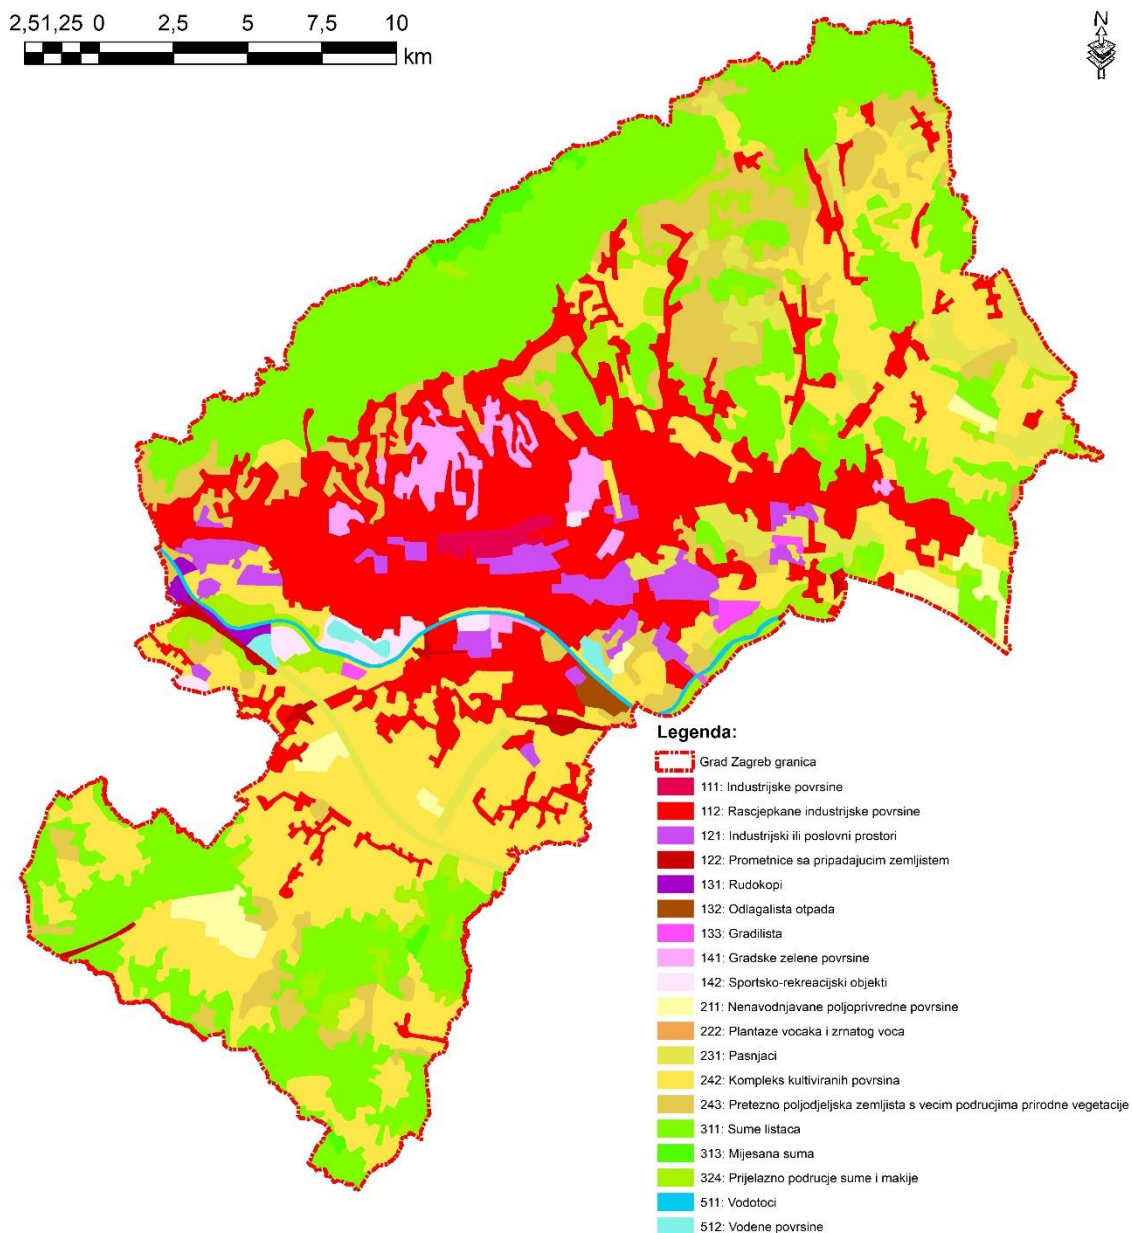 2,51,25 0 2,5 5 7,5 10
km
N
Legenda:
Grad Zagreb granica
111: Industrijske povrsine
112: Rascjepkane industrijske povrsine
121: Industrijski ili poslovni prostori
122: Prometnice sa pripadajucim zemljistem
131: Rudokopi
132: Odlagalista otpada
133: Gradilista
141: Gradske zelene povrsine
142: Sportsko-rekreacijski objekti
211: Nenavodnjavane poljoprivredne povrsine
222: Plantaze vocaka i zrnatog voca
231: Pasnjaci
242: Kompleks kultiviranih povrsina
243: Pretezno poljodjeljska zemljista s vecim podrucjima prirodne vegetacije
311: Sume listaca
313: Mijesana suma
324: Prijelazno podrucje sume i makije
511: Vodotoci
512: Vodene povrsine